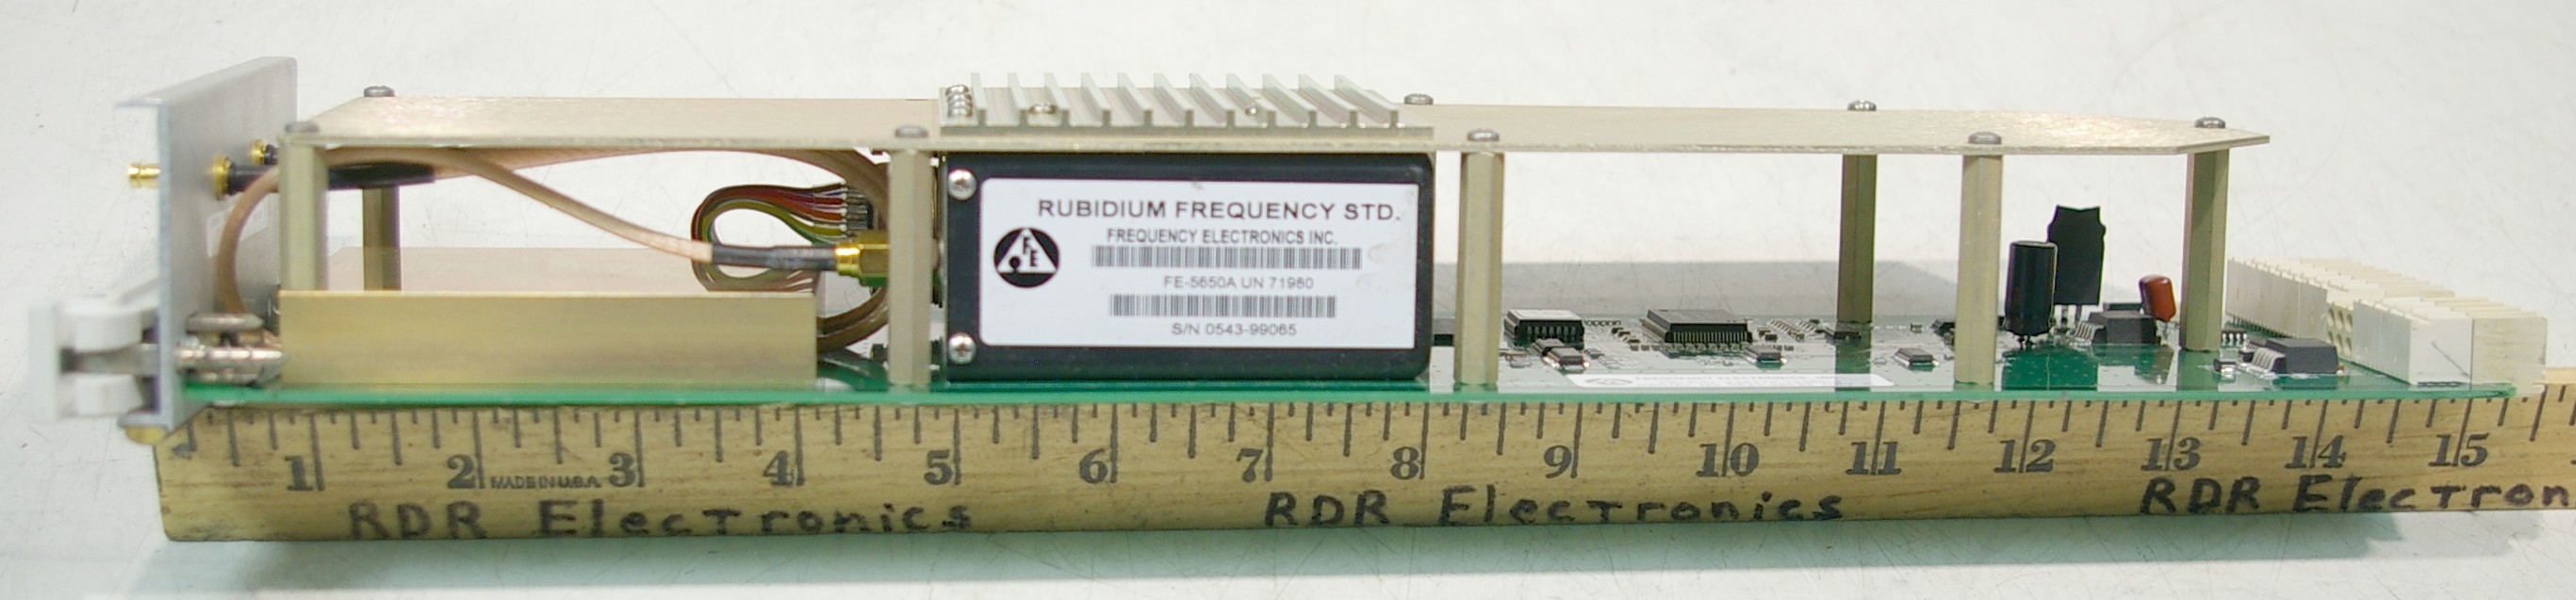 RUBIDIUM FREQUENCY STD.
FREQUENCY ELECTRONICS INC.
FE
FE-5650A UN 71980
S/N 0543-99065
1 2 3 4 5 6 7 8 9 10 11 12 13 14 15
MADE IN U.S.A.
RDR Electronics RDR Electronics RDR Electron